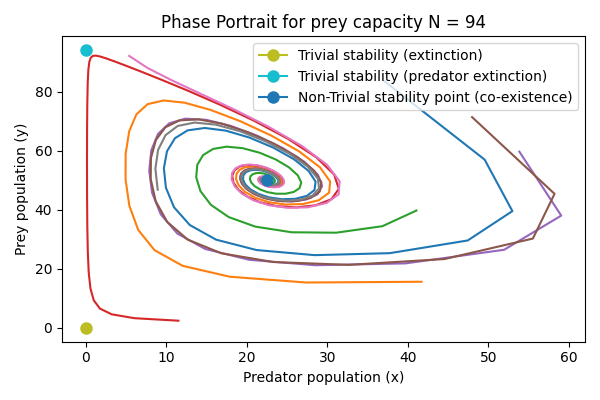 Phase Portrait for prey capacity N = 94
Trivial stability (extinction)
Trivial stability (predator extinction)
Non-Trivial stability point (co-existence)
Prey population (y)
80
60
40
20
0
0 10 20 30 40 50 60
Predator population (x)